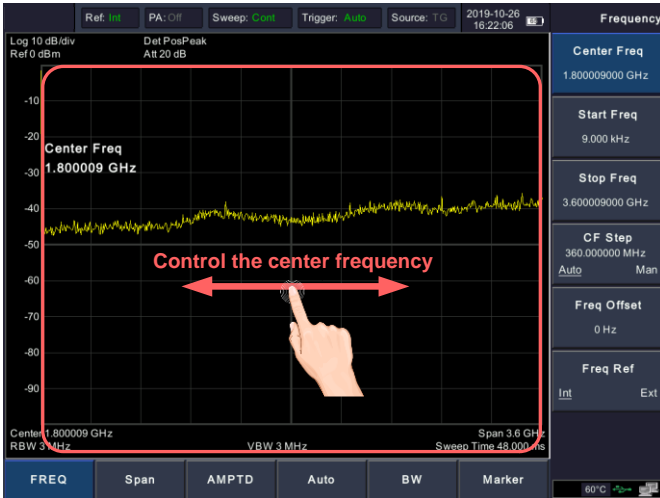 Ref: Int PA: Off Sweep: Cont Trigger: Auto Source: TG 2019-10-26
16:22:06
Frequency
Log 10 dB/div Det PosPeak
Ref 0 dBm Att 20 dB
-10
-20
Center Freq
1.800009 GHz
-30
-40
-50
Control the center frequency
-60
-70
-80
-90
Center 1.800009 GHz Span 3.6 GHz
RBW 3 MHz VBW 3 MHz Sweep Time 48.000 ms
Center Freq
1.800009000 GHz
Start Freq
9.000 kHz
Stop Freq
3.600009000 GHz
CF Step
360.000000 MHz
Auto Man
Freq Offset
0 Hz
Freq Ref
Int Ext
FREQ Span AMPTD Auto BW Marker
60°C